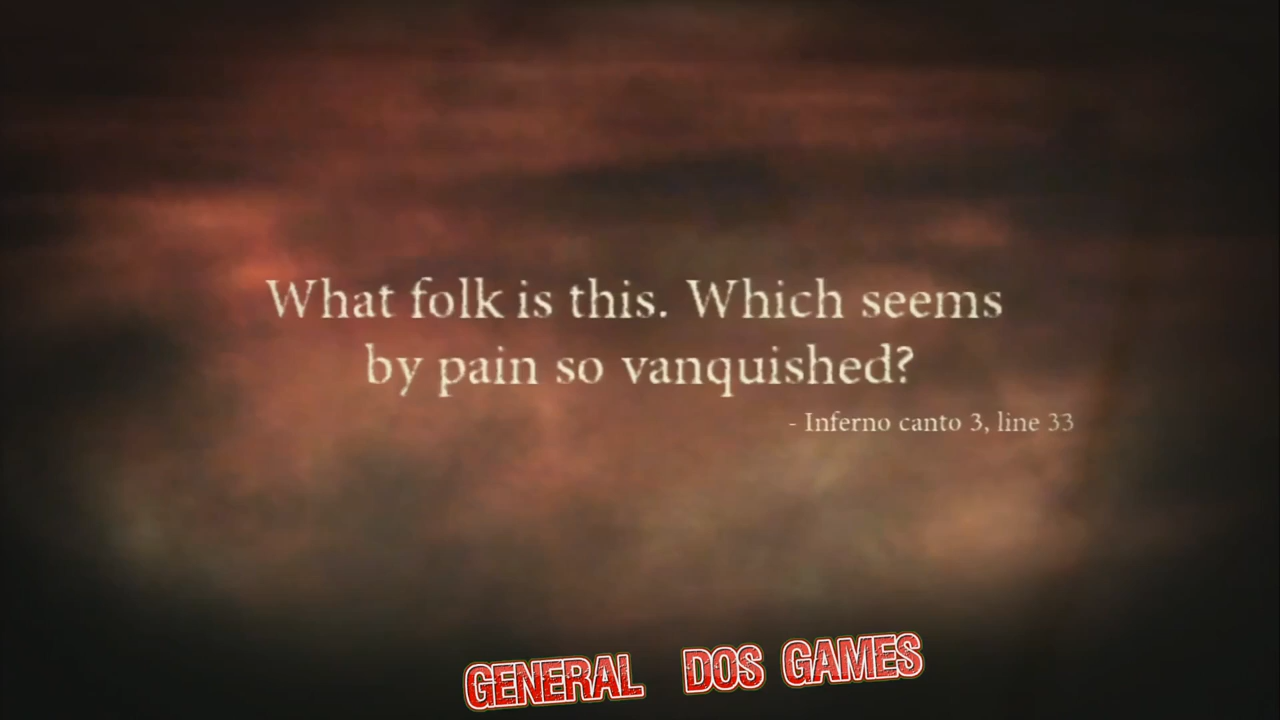 What folk is this. Which seems
by pain so vanquished?
- Inferno canto 3, line 33
GENERAL DOS GAMES